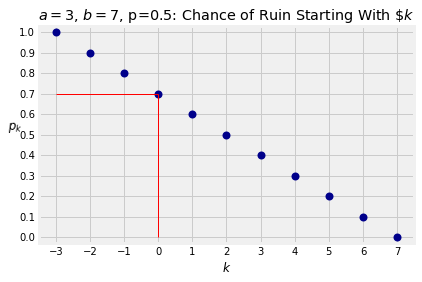 a = 3, b = 7, p=0.5: Chance of Ruin Starting With $k
1.0
0.9
0.8
0.7
0.6
0.5
0.4
0.3
0.2
0.1
0.0
p_k
−3 −2 −1 0 1 2 3 4 5 6 7
k